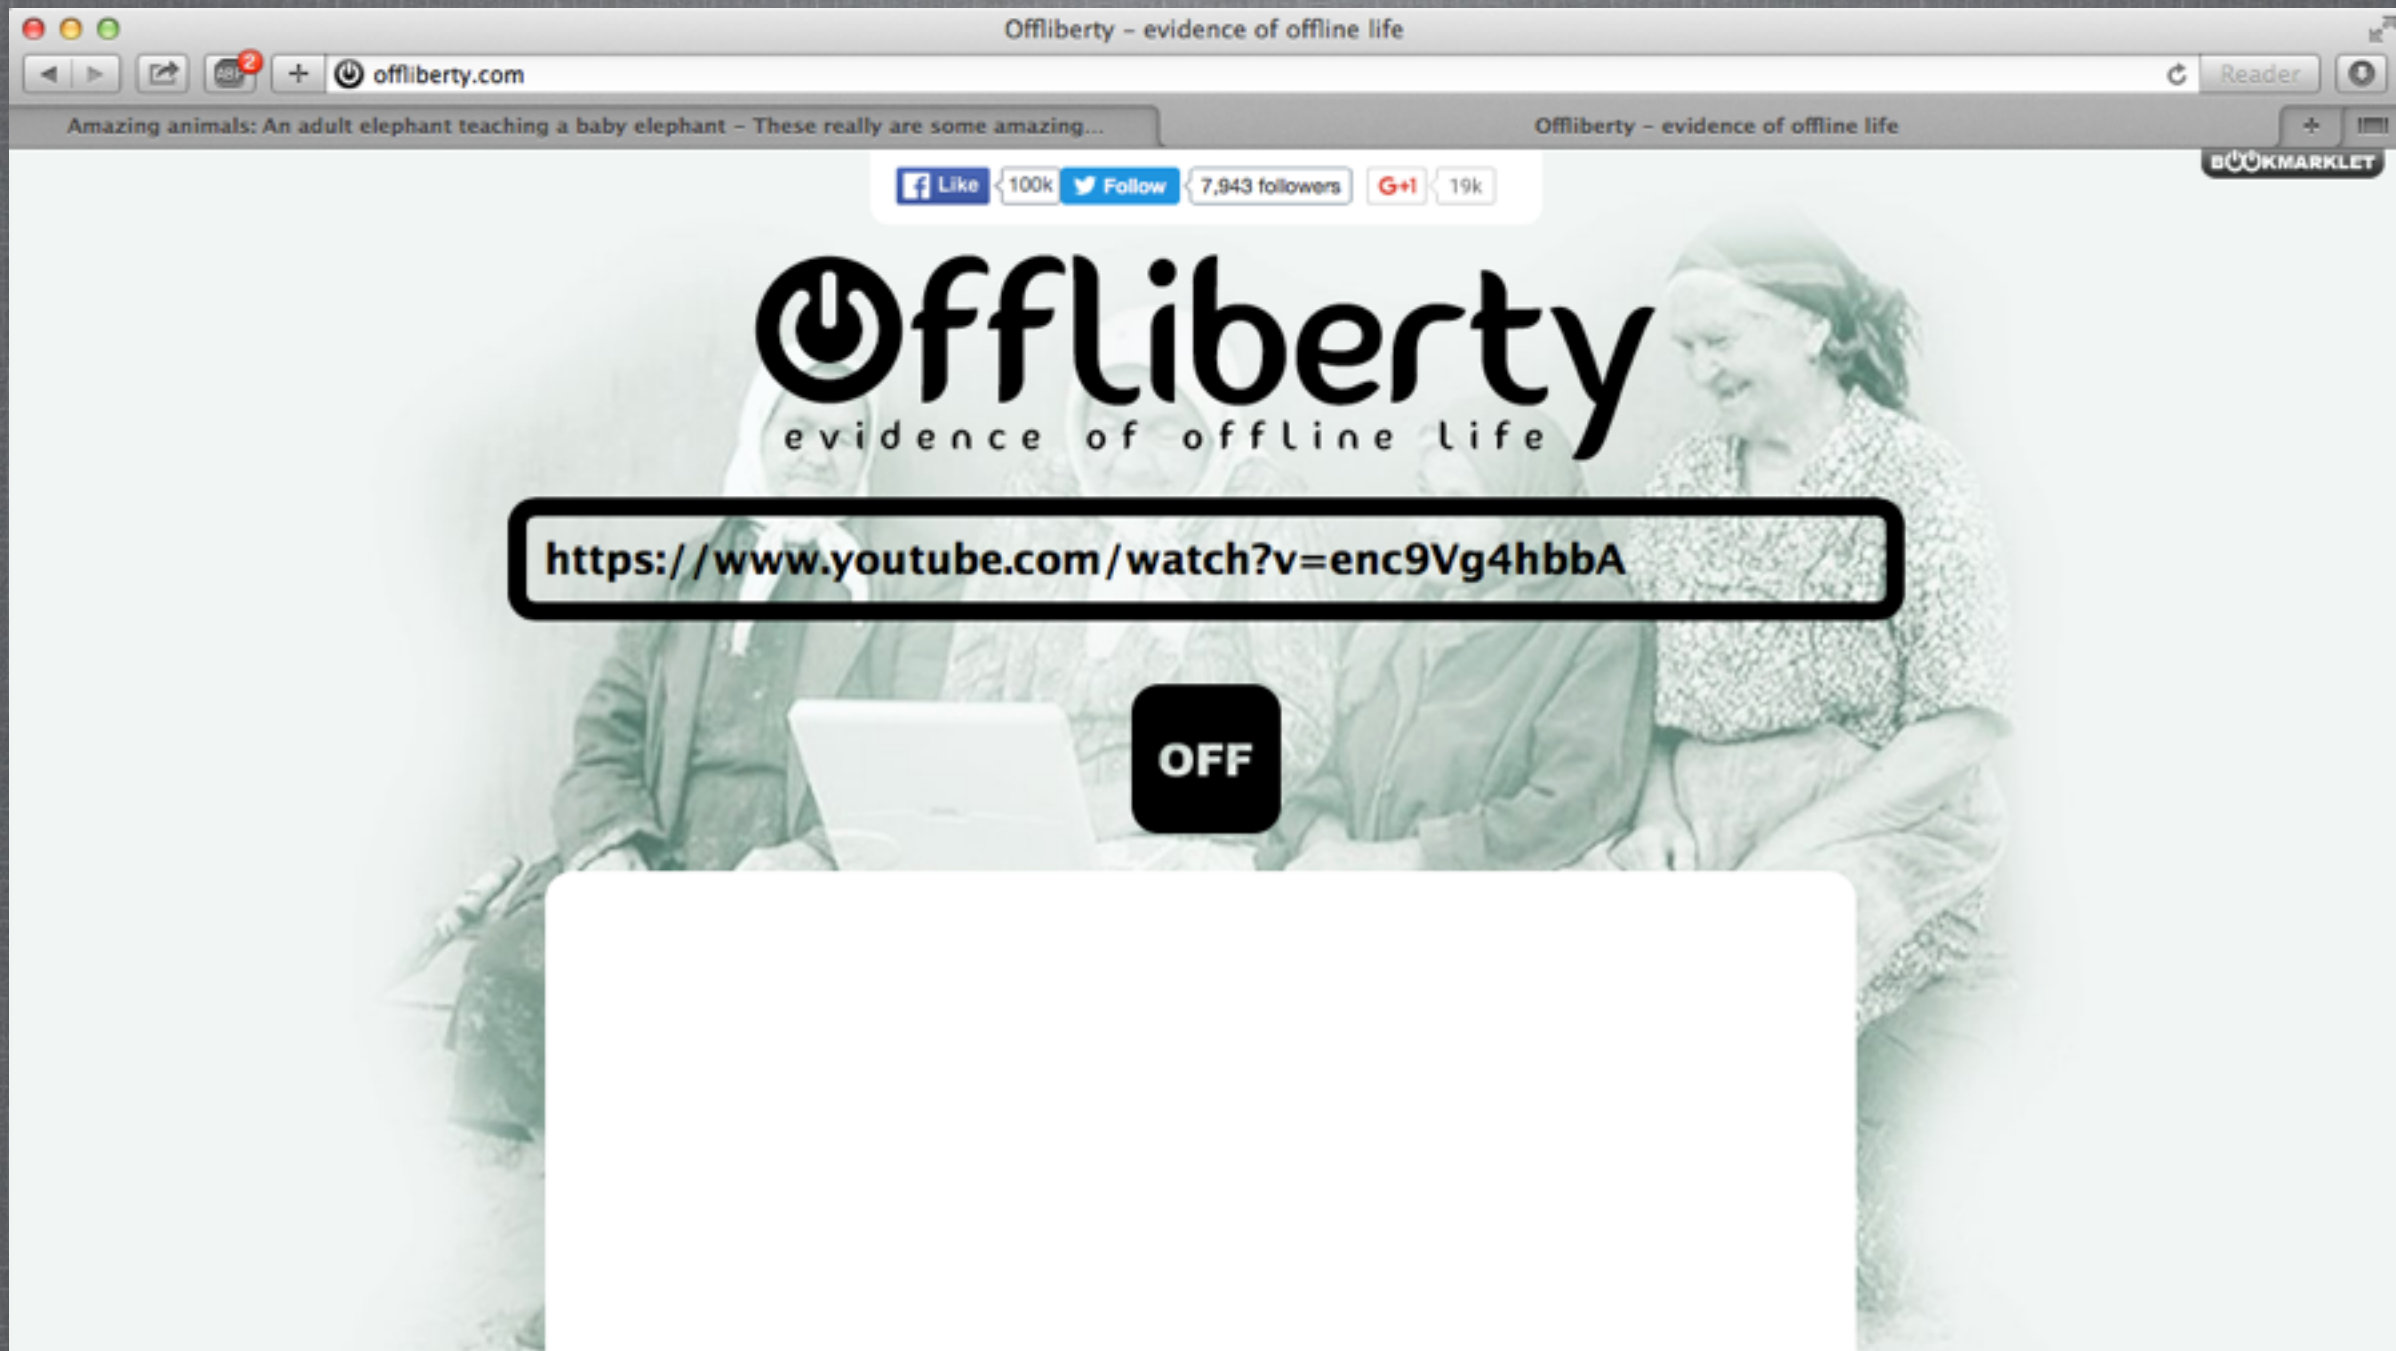 Offliberty – evidence of offline life
ABP 2
offliberty.com
Reader
Amazing animals: An adult elephant teaching a baby elephant – These really are some amazing...
Offliberty – evidence of offline life
BOOKMARKLET
Like 100k Follow 7,943 followers G+1 19k
Offliberty
evidence of offline life
https://www.youtube.com/watch?v=enc9Vg4hbbA
OFF